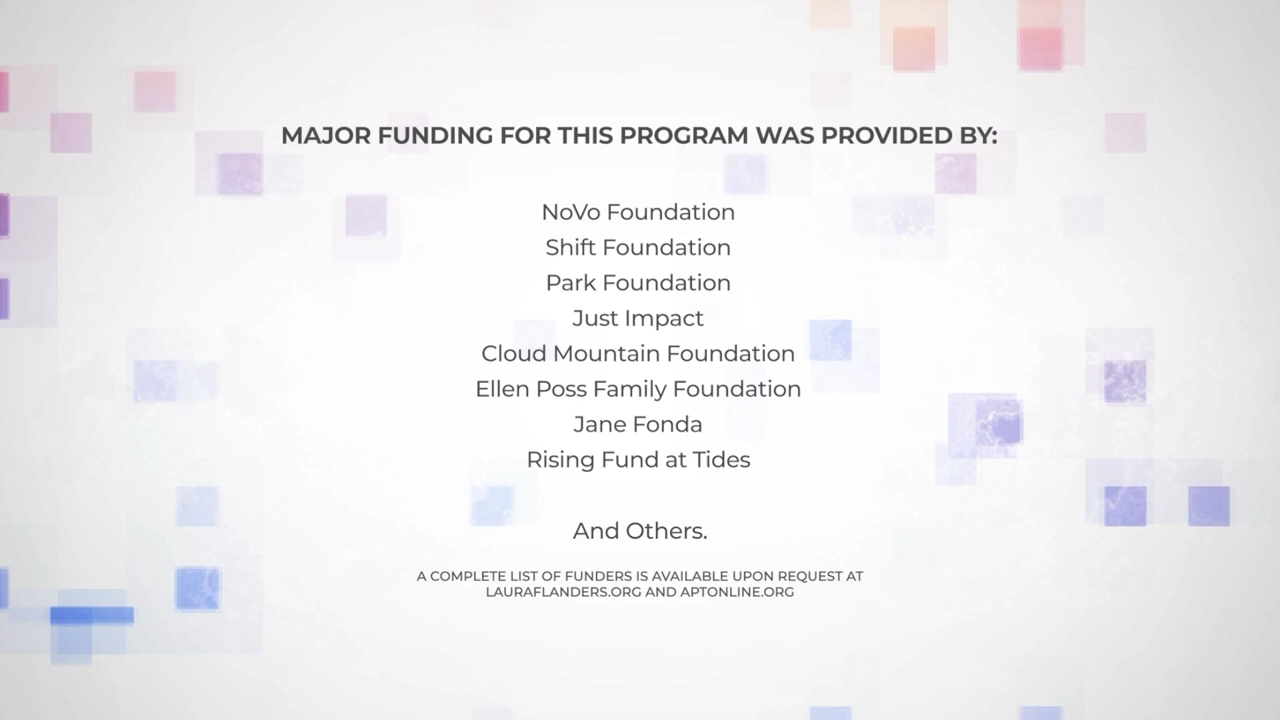 MAJOR FUNDING FOR THIS PROGRAM WAS PROVIDED BY:
NoVo Foundation
Shift Foundation
Park Foundation
Just Impact
Cloud Mountain Foundation
Ellen Poss Family Foundation
Jane Fonda
Rising Fund at Tides
And Others.
A COMPLETE LIST OF FUNDERS IS AVAILABLE UPON REQUEST AT
LAURAFLANDERS.ORG AND APTONLINE.ORG